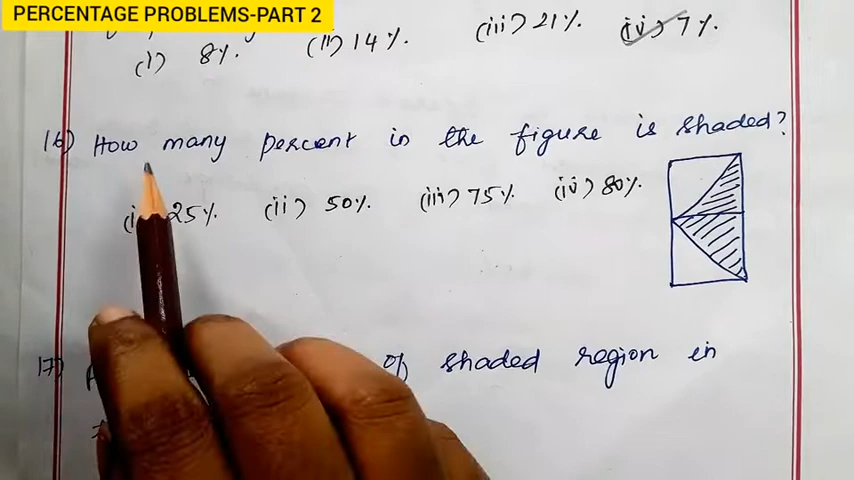 PERCENTAGE PROBLEMS-PART 2
(i) 8%. (ii) 14%. (iii) 21%. (iv) 7%.
16) How many percent in the figure is shaded?
(i 25%. (ii) 50%. (iii) 75%. (iv) 80%.
17) of shaded region in